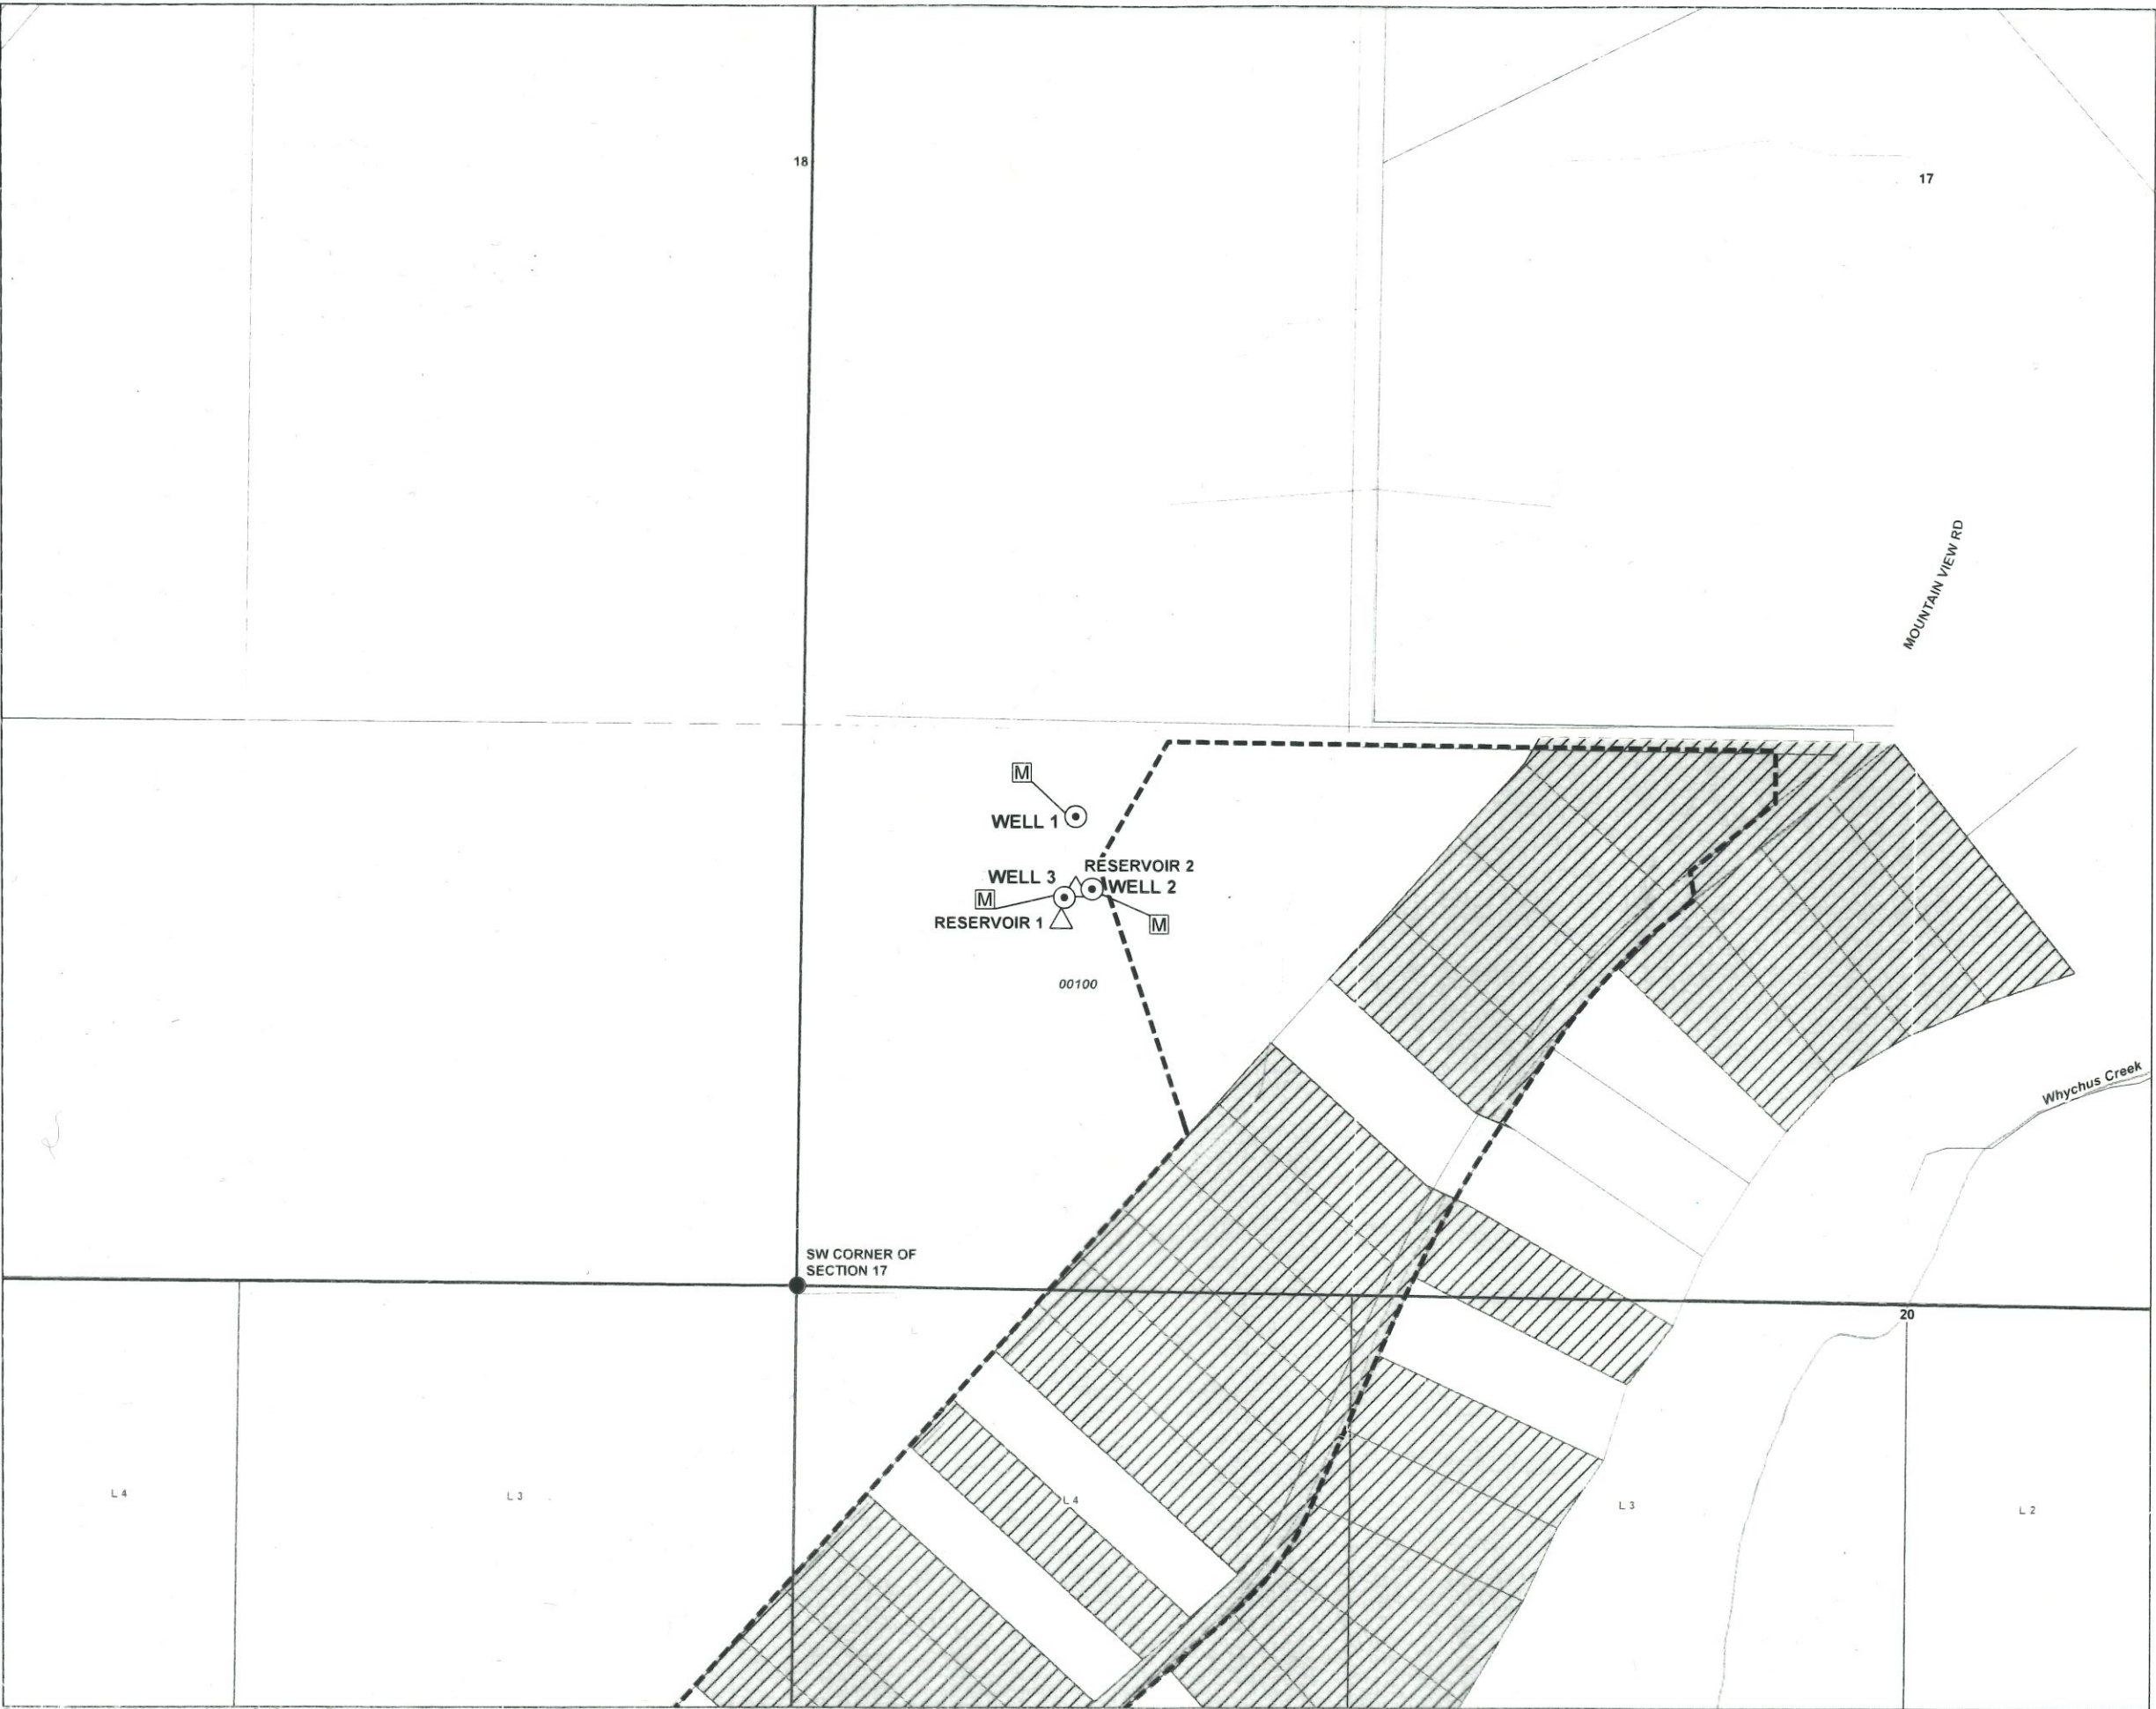 18
17
MOUNTAIN VIEW RD
M
WELL 1
RESERVOIR 2
WELL 3
WELL 2
M
RESERVOIR 1
M
00100
Whychus Creek
SW CORNER OF
SECTION 17
20
L 4
L 3
L 4
L 3
L 2